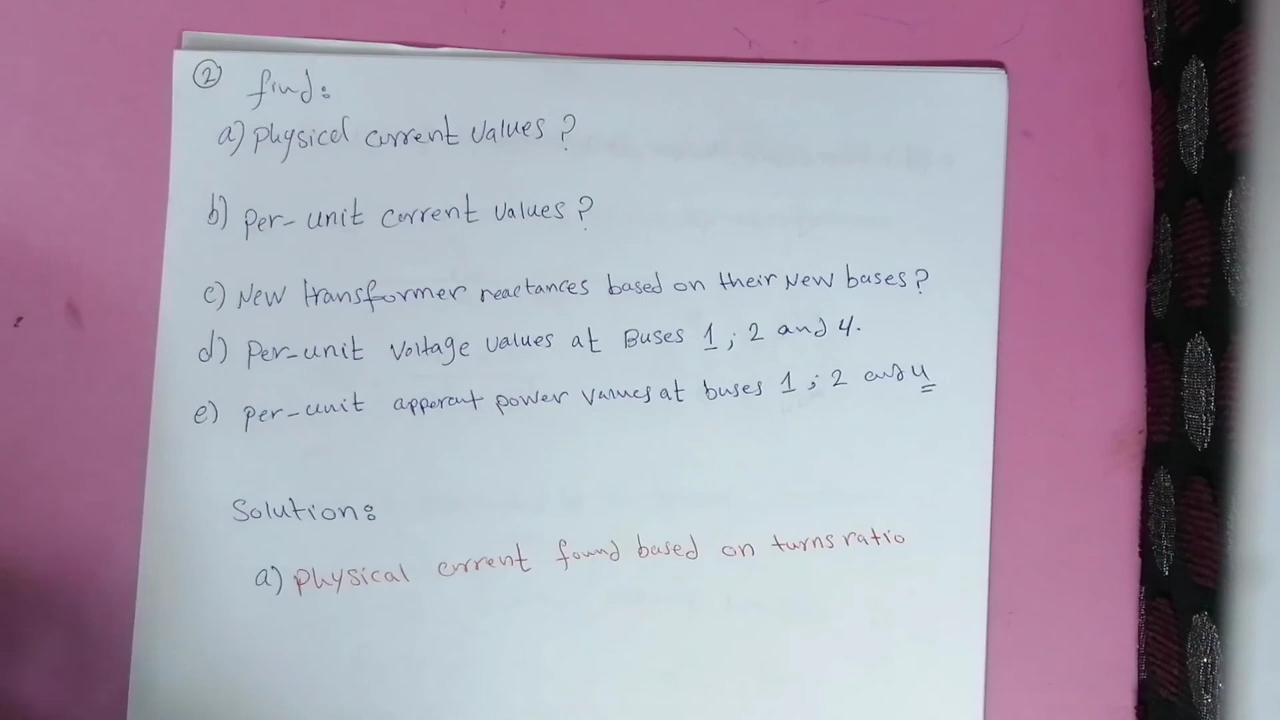 ② find:
a) physical current values ?
b) per-unit current values ?
c) New transformer reactances based on their New bases ?
d) per-unit voltage values at Buses 1 ; 2 and 4.
e) per-unit apparent power values at buses 1 ; 2 and 4
Solution:
a) physical current found based on turns ratio